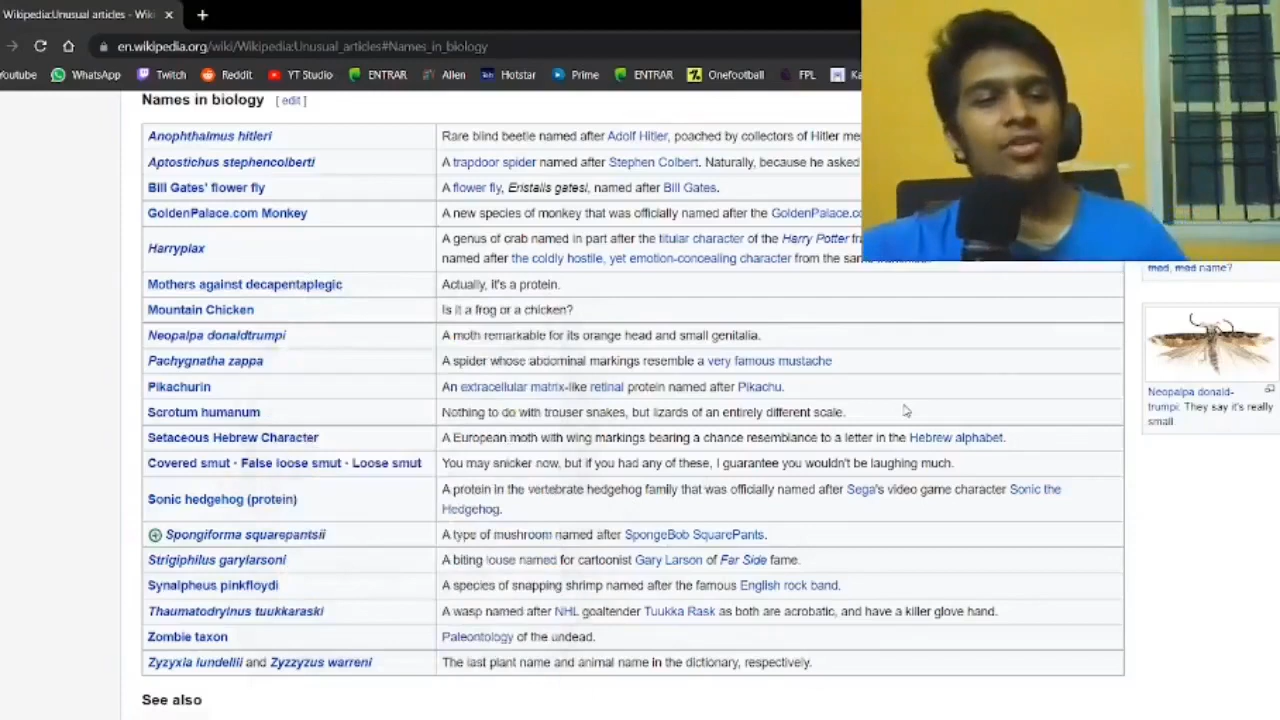 Wikipedia:Unusual articles - Wiki
en.wikipedia.org/wiki/Wikipedia:Unusual_articles#Names_in_biology
Youtube WhatsApp Twitch Reddit YT Studio ENTRAR Allen Hotstar Prime ENTRAR Onefootball FPL
Names in biology [ edit ]
Anophthalmus hitleri Rare blind beetle named after Adolf Hitler, poached by collectors of Hitler
Aptostichus stephencolberti A trapdoor spider named after Stephen Colbert. Naturally, because he asked
Bill Gates' flower fly A flower fly, Eristalis gatesi, named after Bill Gates.
GoldenPalace.com Monkey A new species of monkey that was officially named after the
Harryplax A genus of crab named in part after the titular character of the Harry Potter
named after the coldly hostile, yet emotion-concealing character from the
Mothers against decapentaplegic Actually, it's a protein.
Mountain Chicken Is it a frog or a chicken?
Neopalpa donaldtrumpi A moth remarkable for its orange head and small genitalia.
Pachygnatha zappa A spider whose abdominal markings resemble a very famous mustache
Pikachurin An extracellular matrix-like retinal protein named after Pikachu.
Scrotum humanum Nothing to do with trouser snakes, but lizards of an entirely different scale.
Setaceous Hebrew Character A European moth with wing markings bearing a chance resemblance to a letter in the Hebrew alphabet.
Covered smut · False loose smut · Loose smut You may snicker now, but if you had any of these, I guarantee you wouldn't be laughing much.
Sonic hedgehog (protein) A protein in the vertebrate hedgehog family that was officially named after Sega's video game character Sonic the
Hedgehog.
Spongiforma squarepantsii A type of mushroom named after SpongeBob SquarePants.
Strigiphilus garylarsoni A biting louse named for cartoonist Gary Larson of Far Side fame.
Synalpheus pinkfloydi A species of snapping shrimp named after the famous English rock band.
Thaumatodryinus tuukkaraski A wasp named after NHL goaltender Tuukka Rask as both are acrobatic, and have a killer glove hand.
Zombie taxon Paleontology of the undead.
Zyzyxia lundellii and Zyzzyzus warreni The last plant name and animal name in the dictionary, respectively.
See also
mad, mad name?
Neopalpa donald-
trumpi: They say it's really
small